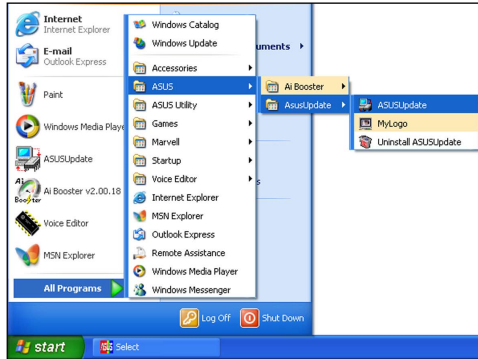 Internet
Internet Explorer
E-mail
Outlook Express
Paint
Windows Media Playe
ASUSUpdate
Ai Booster v2.00.18
Voice Editor
MSN Explorer
All Programs
uments
s
Windows Catalog
Windows Update
Accessories
ASUS
ASUS Utility
Games
Marvell
Startup
Voice Editor
Internet Explorer
MSN Explorer
Outlook Express
Remote Assistance
Windows Media Player
Windows Messenger
Ai Booster
AsusUpdate
ASUSUpdate
MyLogo
Uninstall ASUSUpdate
Log Off
Shut Down
start
Select